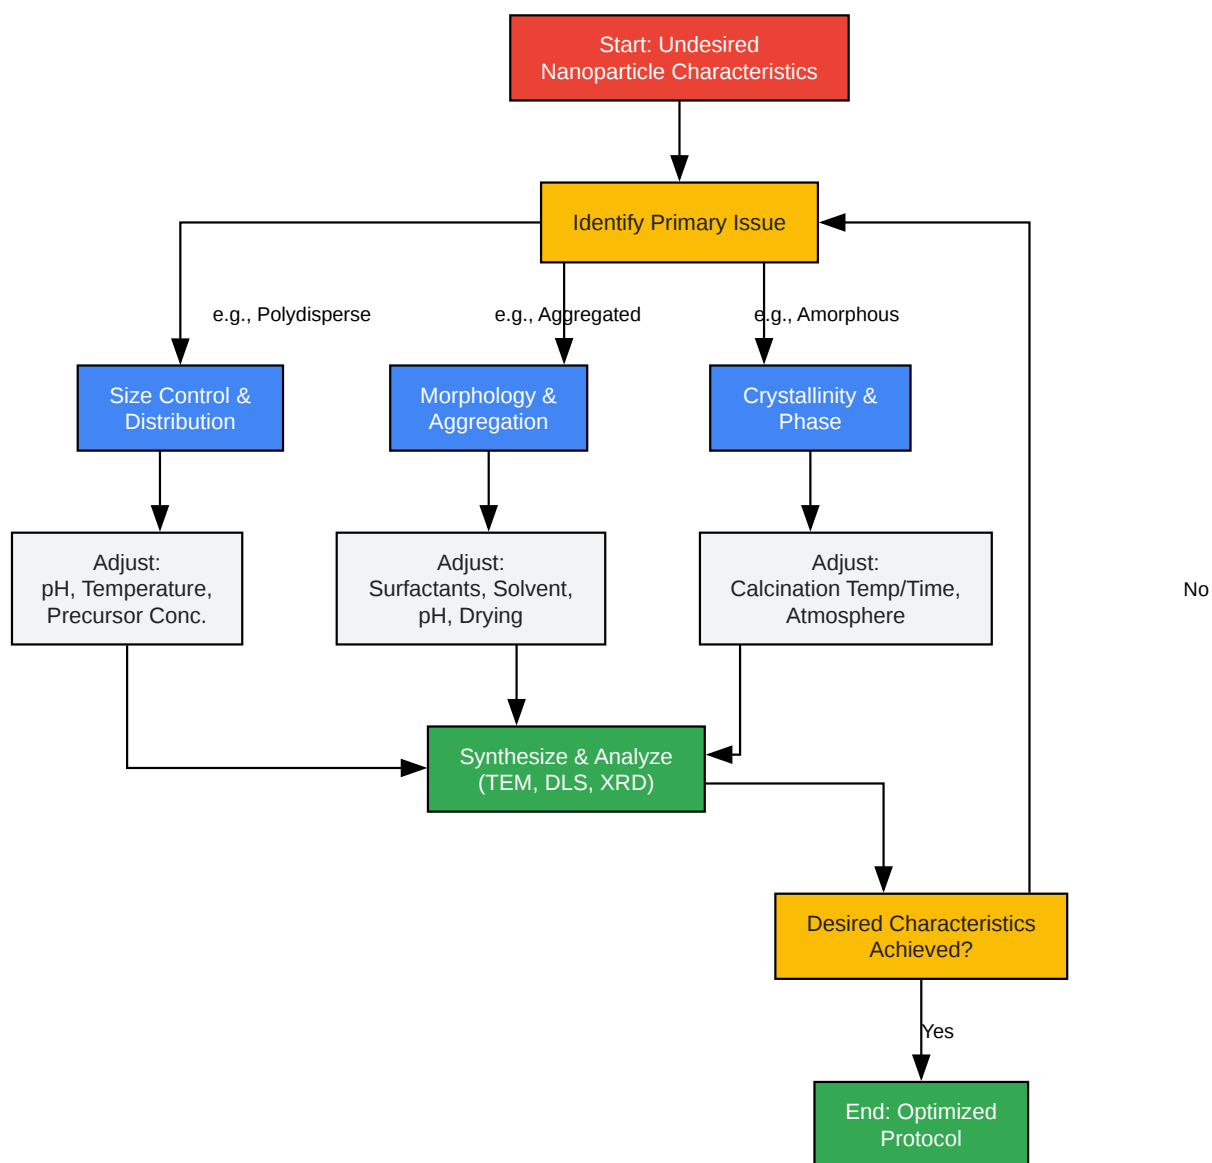 Start: Undesired
Nanoparticle Characteristics
Identify Primary Issue
e.g., Polydisperse
e.g., Aggregated
e.g., Amorphous
Size Control &
Distribution
Morphology &
Aggregation
Crystallinity &
Phase
Adjust:
pH, Temperature,
Precursor Conc.
Adjust:
Surfactants, Solvent,
pH, Drying
Adjust:
Calcination Temp/Time,
Atmosphere
No
Synthesize & Analyze
(TEM, DLS, XRD)
Desired Characteristics
Achieved?
Yes
End: Optimized
Protocol